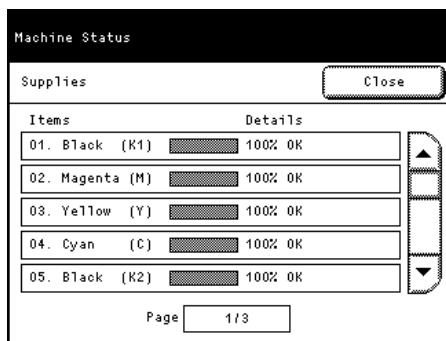 Machine Status
Supplies
Close
Items Details
01. Black (K1) 100% OK
02. Magenta (M) 100% OK
03. Yellow (Y) 100% OK
04. Cyan (C) 100% OK
05. Black (K2) 100% OK
Page 1/3